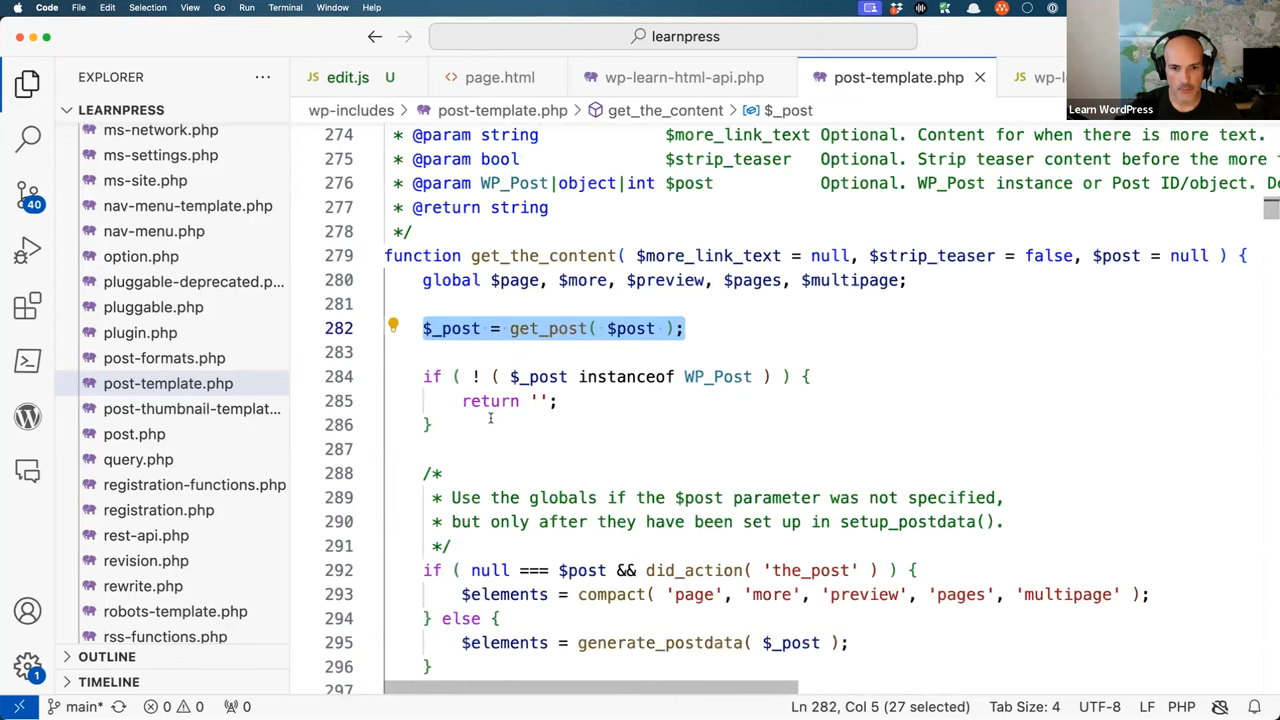 Code File Edit Selection View Go Run Terminal Window Help
learnpress
EXPLORER
LEARNPRESS
ms-network.php
ms-settings.php
ms-site.php
nav-menu-template.php
nav-menu.php
option.php
pluggable-deprecated.p...
pluggable.php
plugin.php
post-formats.php
post-template.php
post-thumbnail-templat...
post.php
query.php
registration-functions.php
registration.php
rest-api.php
revision.php
rewrite.php
robots-template.php
rss-functions.php
OUTLINE
TIMELINE
40
1
JS edit.js U
<> page.html
wp-learn-html-api.php
post-template.php
JS wp-l
Learn WordPress
wp-includes > post-template.php > get_the_content > $_post
274 * @param string $more_link_text Optional. Content for when there is more text.
275 * @param bool $strip_teaser Optional. Strip teaser content before the more t
276 * @param WP_Post|object|int $post Optional. WP_Post instance or Post ID/object. De
277 * @return string
278 */
279 function get_the_content( $more_link_text = null, $strip_teaser = false, $post = null ) {
280 global $page, $more, $preview, $pages, $multipage;
281
282 $_post = get_post( $post );
283
284 if ( ! ( $_post instanceof WP_Post ) ) {
285 return '';
286 }
287
288 /*
289 * Use the globals if the $post parameter was not specified,
290 * but only after they have been set up in setup_postdata().
291 */
292 if ( null === $post && did_action( 'the_post' ) ) {
293 $elements = compact( 'page', 'more', 'preview', 'pages', 'multipage' );
294 } else {
295 $elements = generate_postdata( $_post );
296 }
297
main* 0 0 0
Ln 282, Col 5 (27 selected) Tab Size: 4 UTF-8 LF PHP